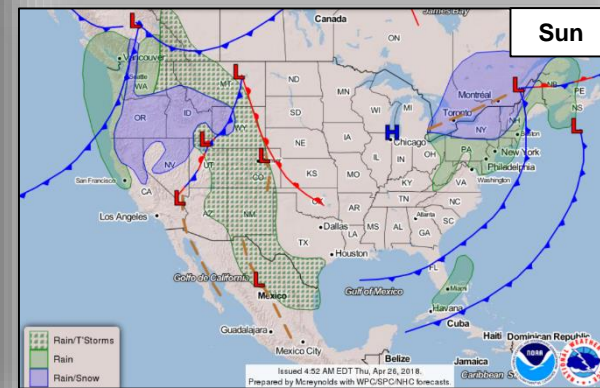 Sun
Canada
James Bay
ON
Vancouver
Seattle
WA
MT
ND
MN
OR
ID
WY
SD
WI
MI
Montréal
Toronto
NB
PE
NS
NH
NY
Boston
H
Chicago
NE
IA
IL
IN
OH
PA
New York
Philadelphia
NV
UT
CO
San Francisco
CA
KS
MO
KY
VA
Washington
Los Angeles
AZ
NM
AR
TN
NC
Atlanta
SC
Dallas
LA
MS
AL
GA
TX
Houston
FL
Golfo de California
Mexico
Gulf of Mexico
Miami
Havana
Cuba
Guadalajara
Mexico City
Belize
Haiti
Dominican Republic
Jamaica
Caribbean
L
L
L
L
L
L
L
L
Rain/T'Storms
Rain
Rain/Snow
Issued 4:52 AM EDT Thu, Apr 26, 2018.
Prepared by Mcreynolds with WPC/SPC/NHC forecasts.
NOAA